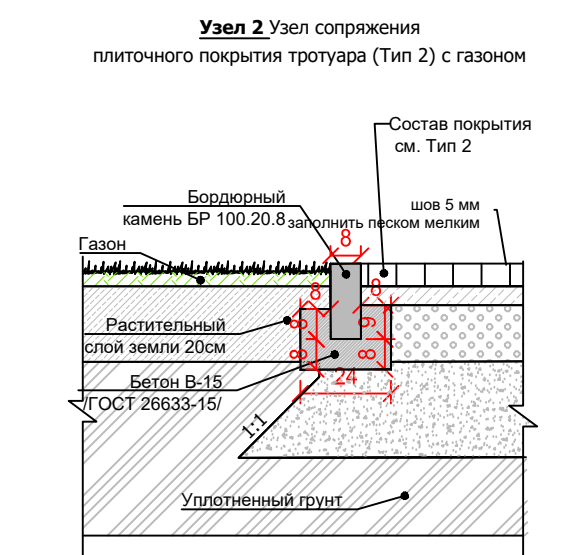 Узел 2 Узел сопряжения
плиточного покрытия тротуара (Тип 2) с газоном
Состав покрытия
см. Тип 2
Бордюрный
камень БР 100.20.8
шов 5 мм
заполнить песком мелким
Газон
8
8
8
Растительный
слой земли 20см
8
9
8
8
Бетон В-15
/ГОСТ 26633-15/
24
1:1
Уплотненный грунт